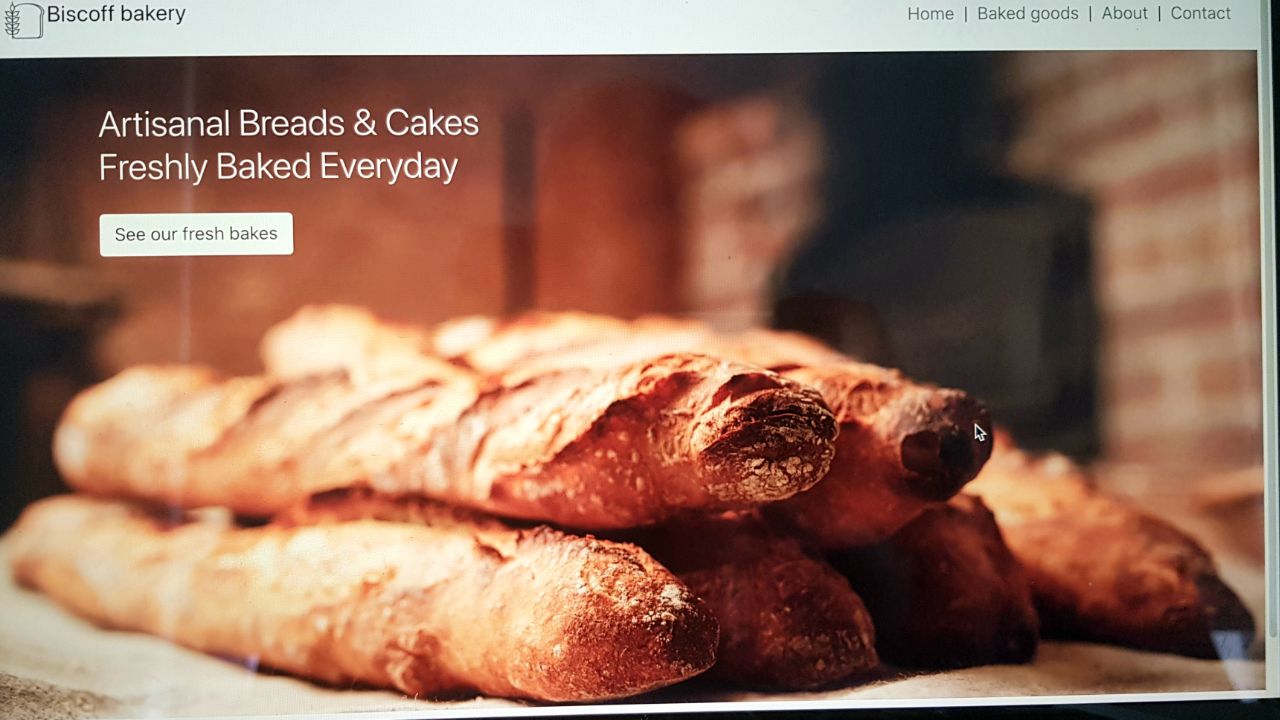 Biscoff bakery
Home | Baked goods | About | Contact
Artisanal Breads & Cakes
Freshly Baked Everyday
See our fresh bakes